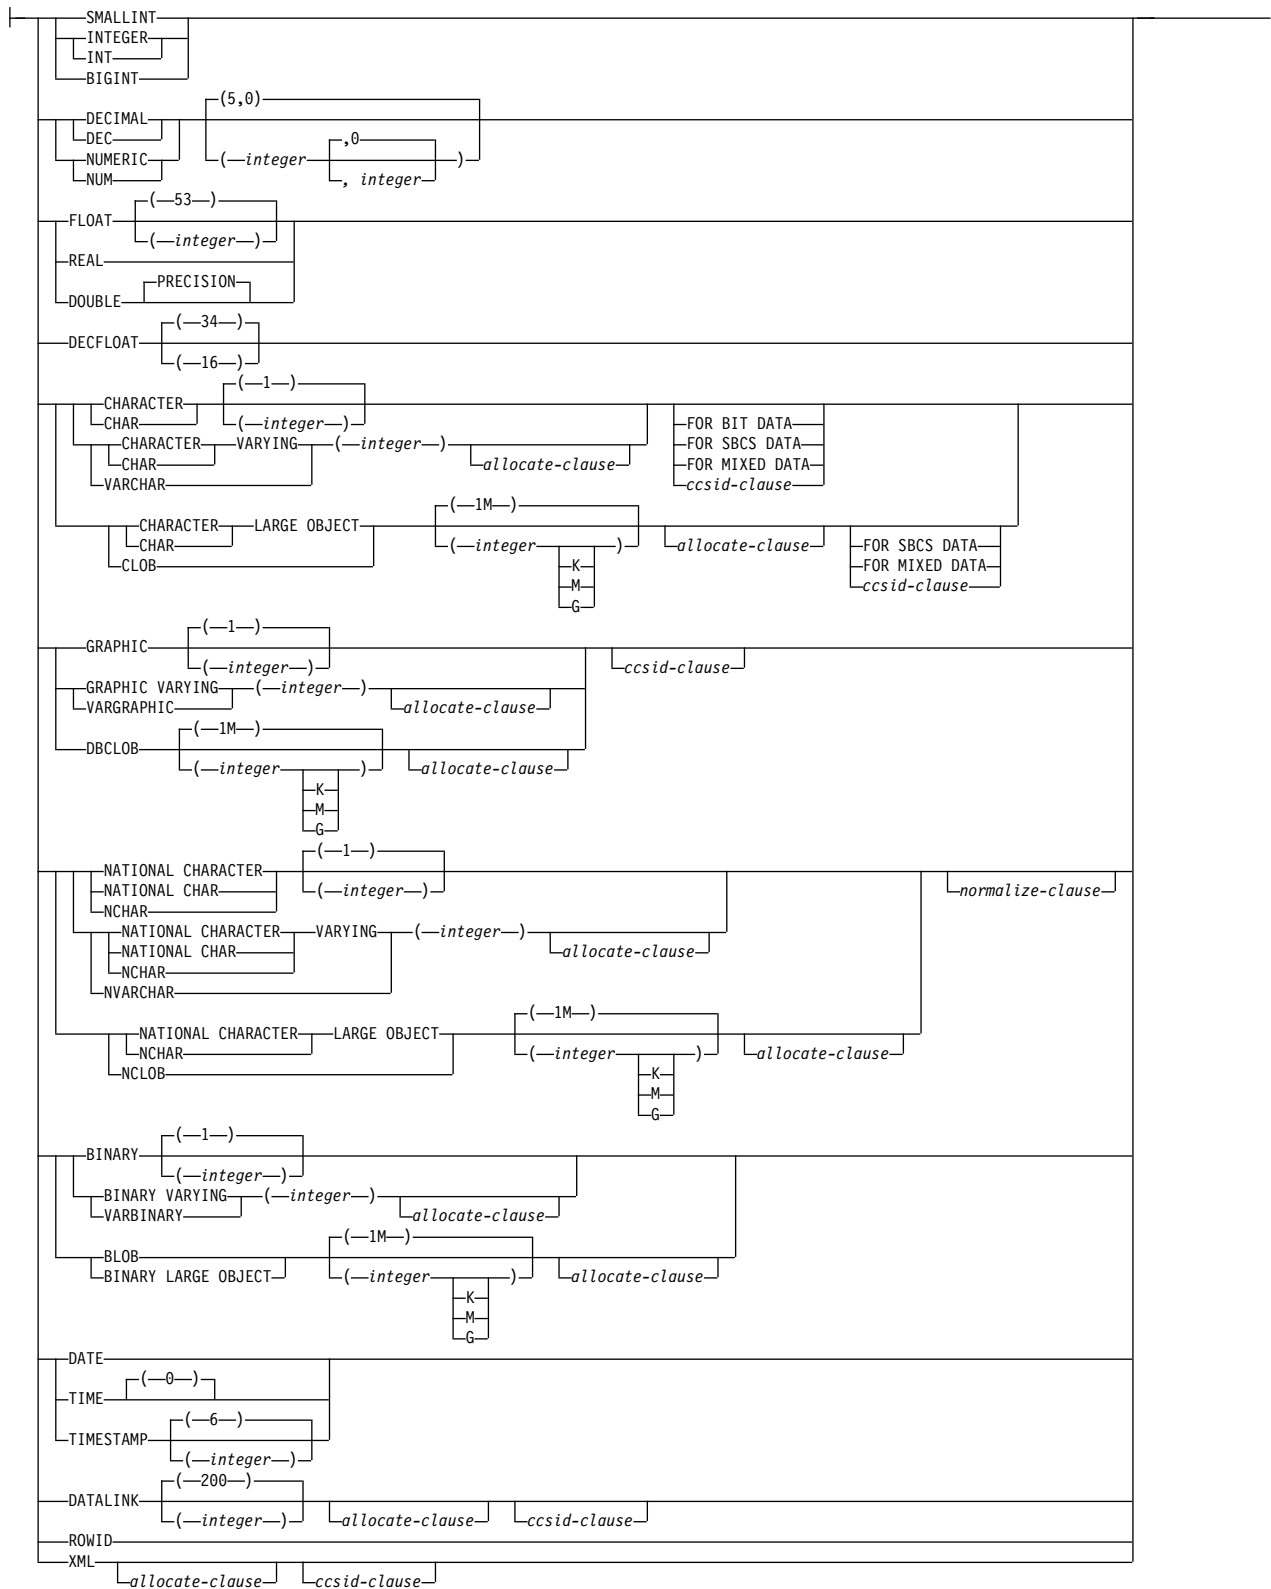 SMALLINT
INTEGER
INT
BIGINT
(5,0)
DECIMAL
DEC ,0
NUMERIC ( integer )
NUM , integer
( 53 )
FLOAT
( integer )
REAL
PRECISION
DOUBLE
( 34 )
DECFLOAT
( 16 )
( 1 )
CHARACTER
CHAR ( integer ) FOR BIT DATA
CHARACTER VARYING ( integer ) FOR SBCS DATA
CHAR allocate-clause FOR MIXED DATA
VARCHAR ccsid-clause
( 1M )
CHARACTER LARGE OBJECT
CHAR ( integer ) allocate-clause FOR SBCS DATA
CLOB K FOR MIXED DATA
M ccsid-clause
G
( 1 )
GRAPHIC
( integer ) ccsid-clause
GRAPHIC VARYING ( integer )
VARGRAPHIC allocate-clause
( 1M )
DBCLOB
( integer ) allocate-clause
K
M
G
( 1 )
NATIONAL CHARACTER
NATIONAL CHAR ( integer ) normalize-clause
NCHAR
NATIONAL CHARACTER VARYING ( integer )
NATIONAL CHAR allocate-clause
NCHAR
NVARCHAR
( 1M )
NATIONAL CHARACTER LARGE OBJECT
NCHAR ( integer ) allocate-clause
NCLOB K
M
G
( 1 )
BINARY
( integer )
BINARY VARYING ( integer )
VARBINARY allocate-clause
( 1M )
BLOB
BINARY LARGE OBJECT ( integer ) allocate-clause
K
M
G
DATE
( 0 )
TIME
( 6 )
TIMESTAMP
( integer )
( 200 )
DATALINK
( integer ) allocate-clause ccsid-clause
ROWID
XML
allocate-clause ccsid-clause